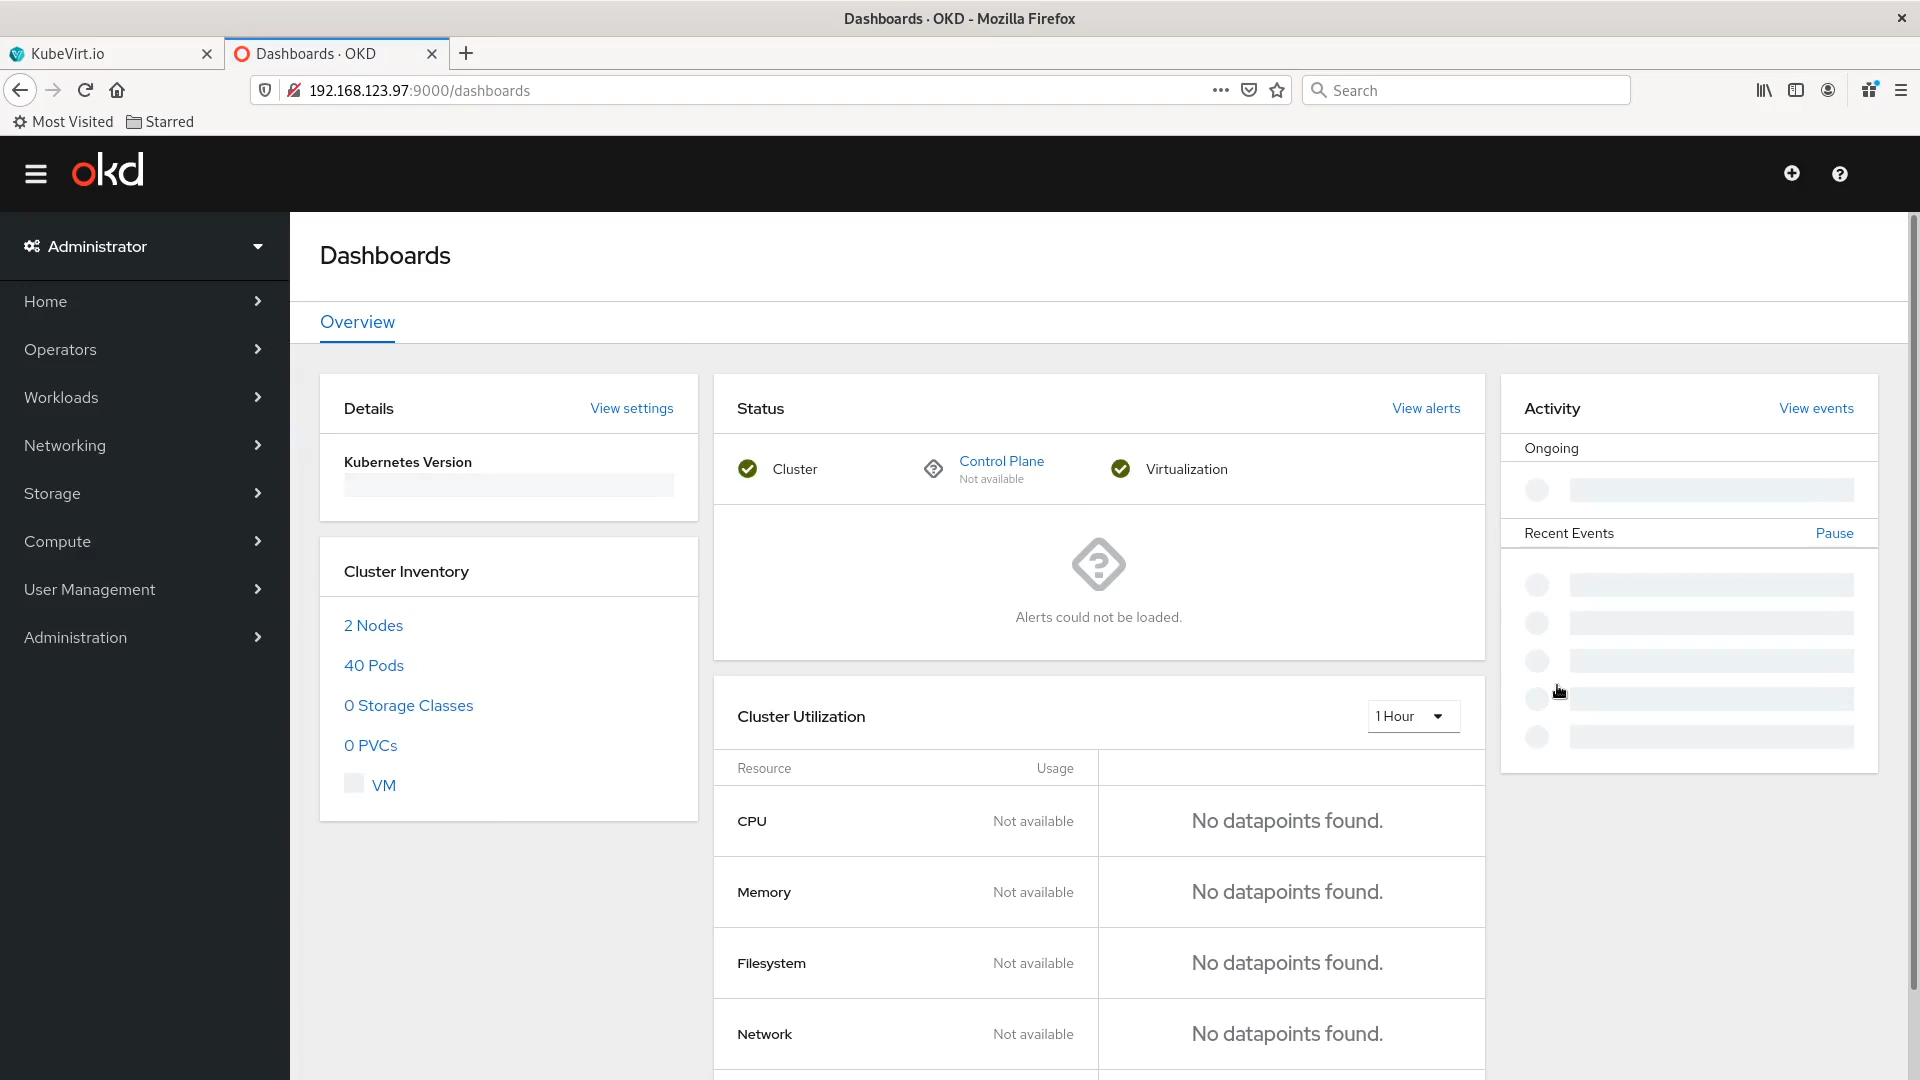 Dashboards · OKD - Mozilla Firefox
KubeVirt.io
Dashboards · OKD
192.168.123.97:9000/dashboards
Search
Most Visited
Starred
okd
Administrator
Home
Operators
Workloads
Networking
Storage
Compute
User Management
Administration
Dashboards
Overview
Details
View settings
Kubernetes Version
Cluster Inventory
2 Nodes
40 Pods
0 Storage Classes
0 PVCs
VM
Status
View alerts
Cluster
Control Plane
Not available
Virtualization
Alerts could not be loaded.
Cluster Utilization
1 Hour
Resource
Usage
CPU
Not available
No datapoints found.
Memory
Not available
No datapoints found.
Filesystem
Not available
No datapoints found.
Network
Not available
No datapoints found.
Activity
View events
Ongoing
Recent Events
Pause